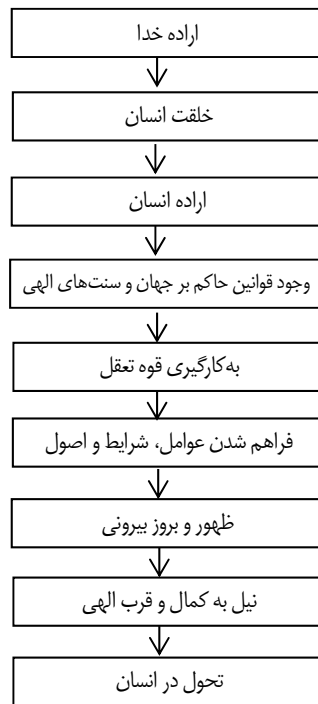 اراده خدا
خلقت انسان
اراده انسان
وجود قوانین حاکم بر جهان و سنت‌های الهی
به‌کارگیری قوه تعقل
فراهم شدن عوامل، شرایط و اصول
ظهور و بروز بیرونی
نیل به کمال و قرب الهی
تحول در انسان